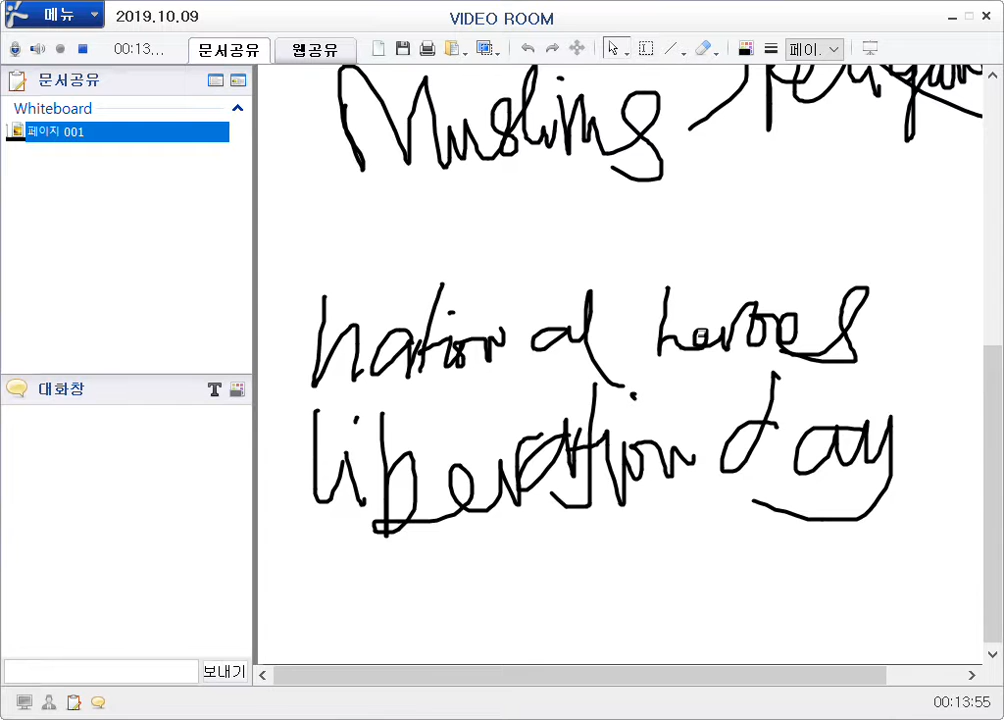 메뉴 2019.10.09 VIDEO ROOM
00:13... 문서공유 웹공유 페이.
문서공유
Whiteboard
페이지 001
Muslims
national heroes
liberation day
대화창
보내기
00:13:55